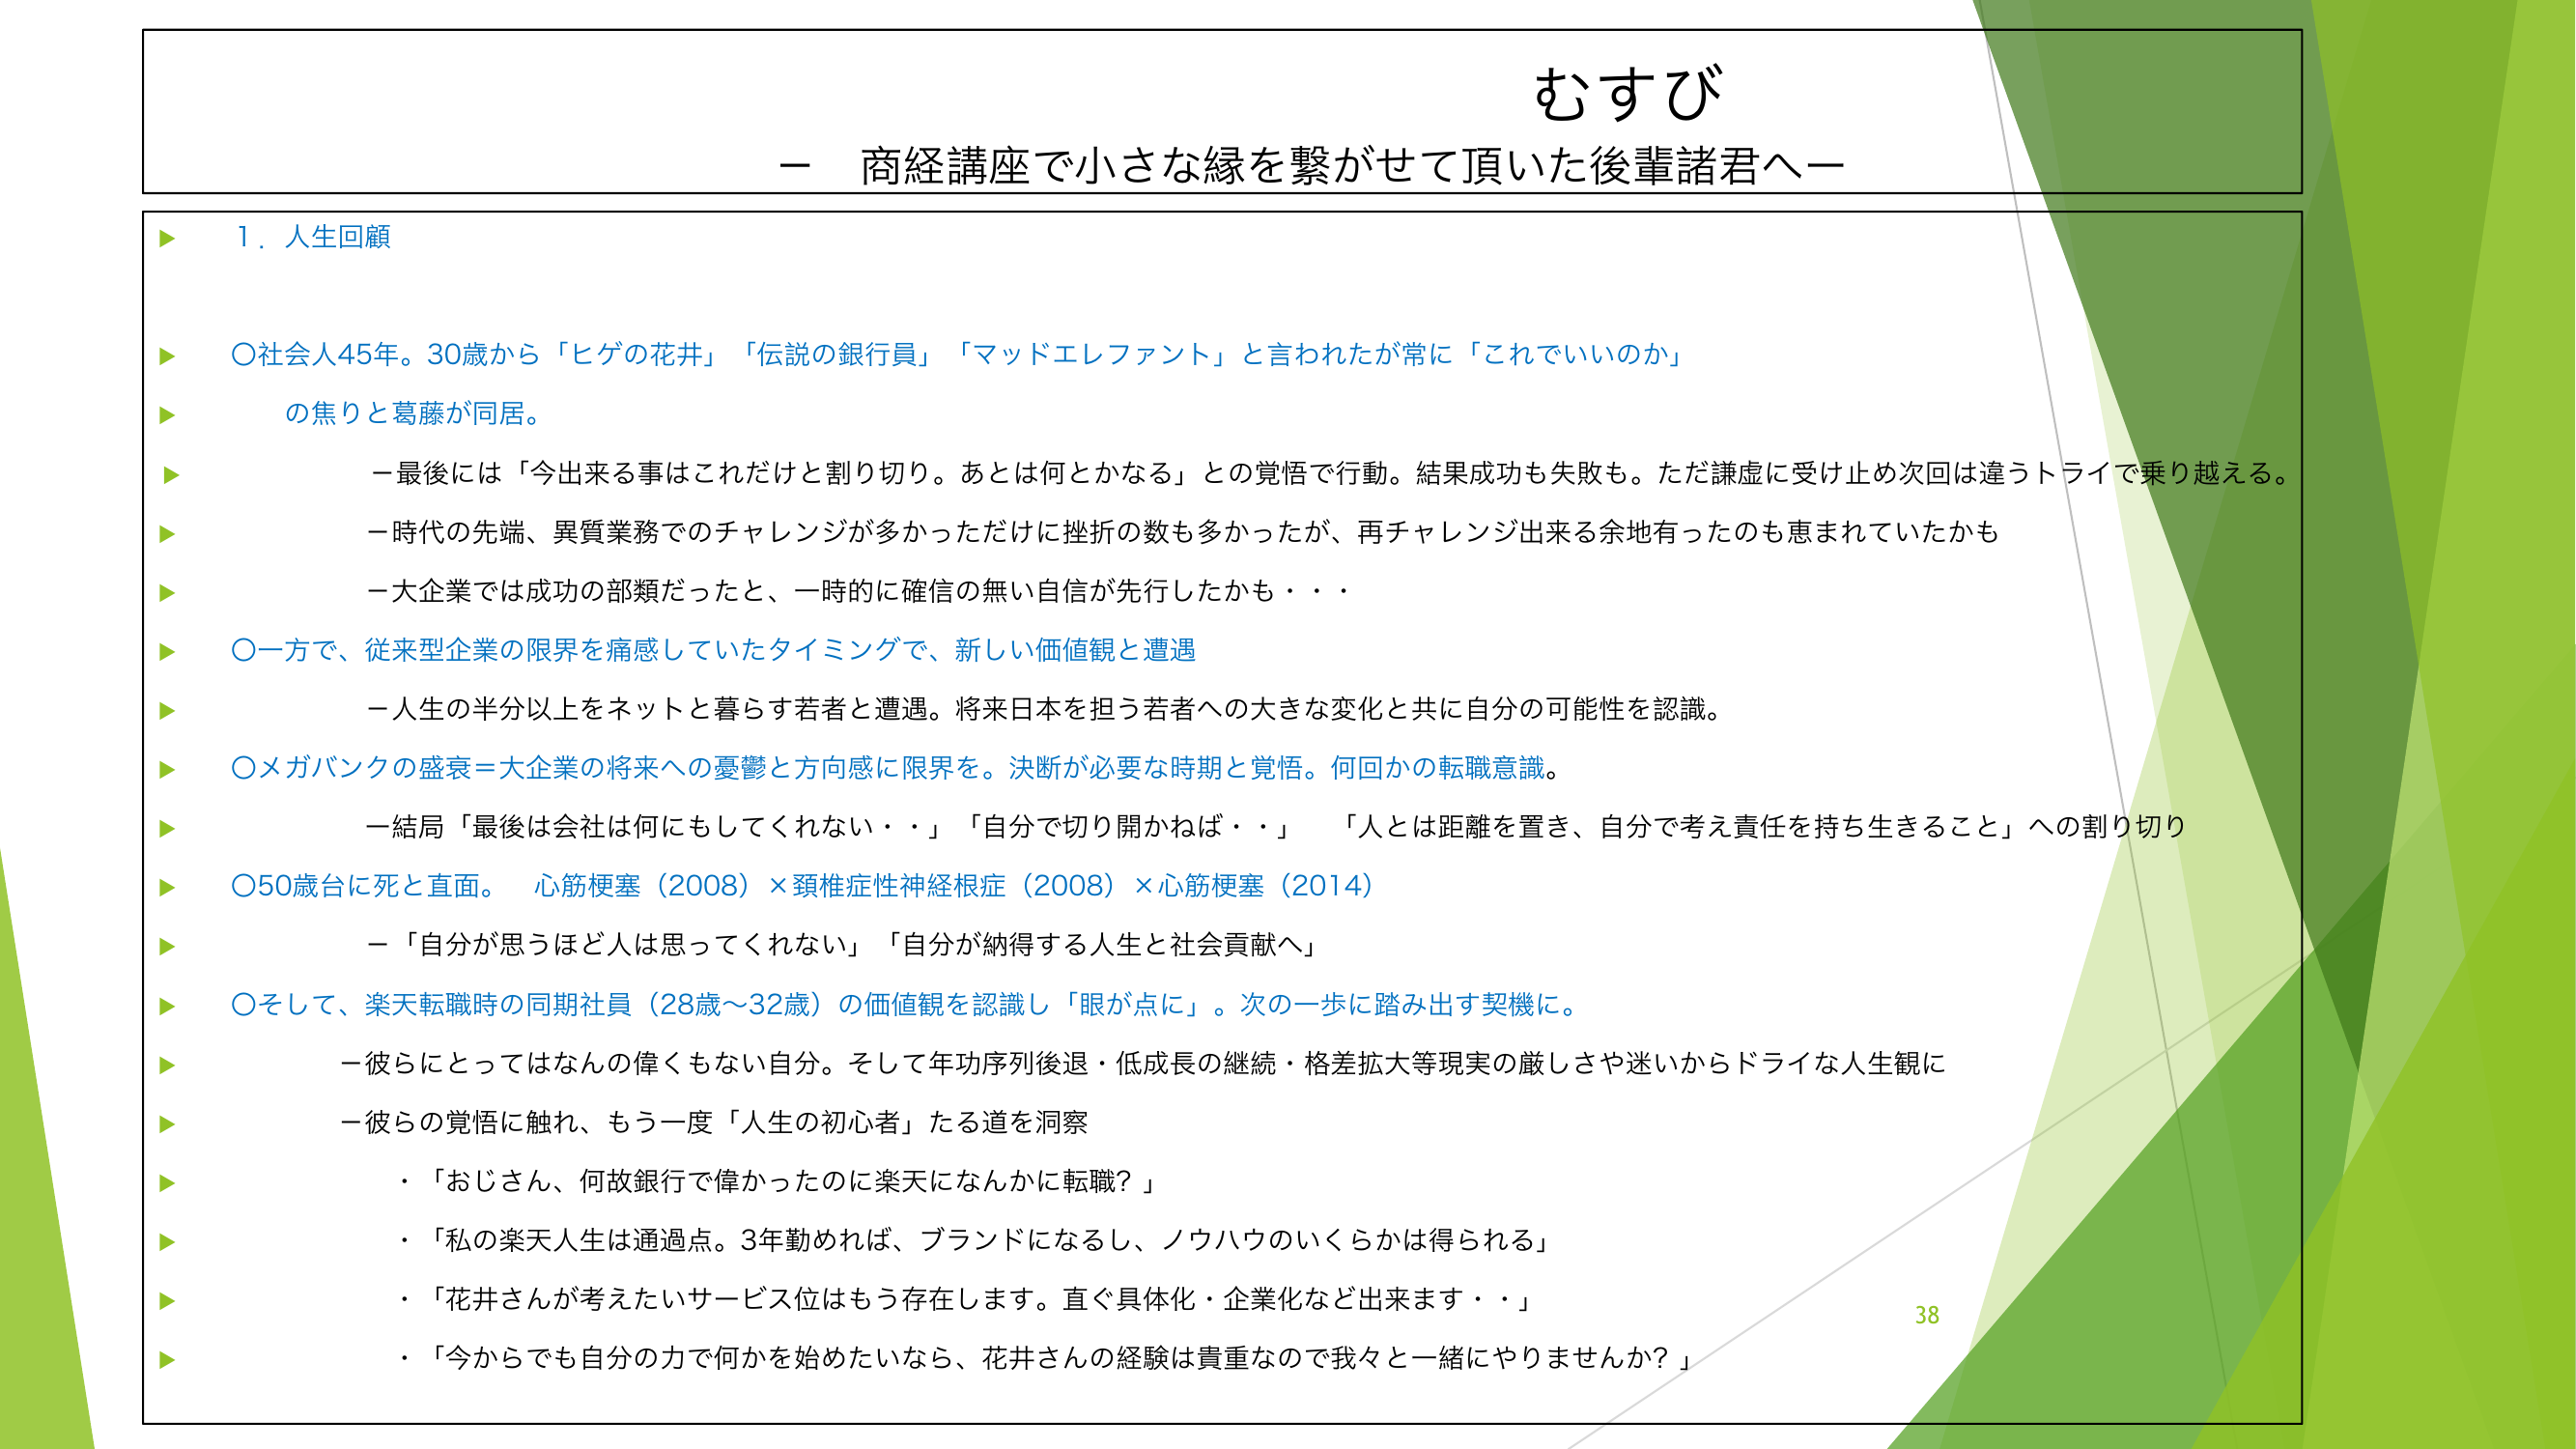 むすび
－　商経講座で小さな縁を繋がせて頂いた後輩諸君へー
１．人生回顧
〇社会人45年。30歳から「ヒゲの花井」「伝説の銀行員」「マッドエレファント」と言われたが常に「これでいいのか」
の焦りと葛藤が同居。
－最後には「今出来る事はこれだけと割り切り。あとは何とかなる」との覚悟で行動。結果成功も失敗も。ただ謙虚に受け止め次回は違うトライで乗り越える。
－時代の先端、異質業務でのチャレンジが多かっただけに挫折の数も多かったが、再チャレンジ出来る余地有ったのも恵まれていたかも
－大企業では成功の部類だったと、一時的に確信の無い自信が先行したかも・・・
〇一方で、従来型企業の限界を痛感していたタイミングで、新しい価値観と遭遇
－人生の半分以上をネットと暮らす若者と遭遇。将来日本を担う若者への大きな変化と共に自分の可能性を認識。
〇メガバンクの盛衰＝大企業の将来への憂鬱と方向感に限界を。決断が必要な時期と覚悟。何回かの転職意識。
ー結局「最後は会社は何にもしてくれない・・」「自分で切り開かねば・・」　「人とは距離を置き、自分で考え責任を持ち生きること」への割り切り
〇50歳台に死と直面。　心筋梗塞（2008）×頚椎症性神経根症（2008）×心筋梗塞（2014）
－「自分が思うほど人は思ってくれない」「自分が納得する人生と社会貢献へ」
〇そして、楽天転職時の同期社員（28歳～32歳）の価値観を認識し「眼が点に」。次の一歩に踏み出す契機に。
－彼らにとってはなんの偉くもない自分。そして年功序列後退・低成長の継続・格差拡大等現実の厳しさや迷いからドライな人生観に
－彼らの覚悟に触れ、もう一度「人生の初心者」たる道を洞察
・「おじさん、何故銀行で偉かったのに楽天になんかに転職？」
・「私の楽天人生は通過点。3年勤めれば、ブランドになるし、ノウハウのいくらかは得られる」
・「花井さんが考えたいサービス位はもう存在します。直ぐ具体化・企業化など出来ます・・」
・「今からでも自分の力で何かを始めたいなら、花井さんの経験は貴重なので我々と一緒にやりませんか？」
38